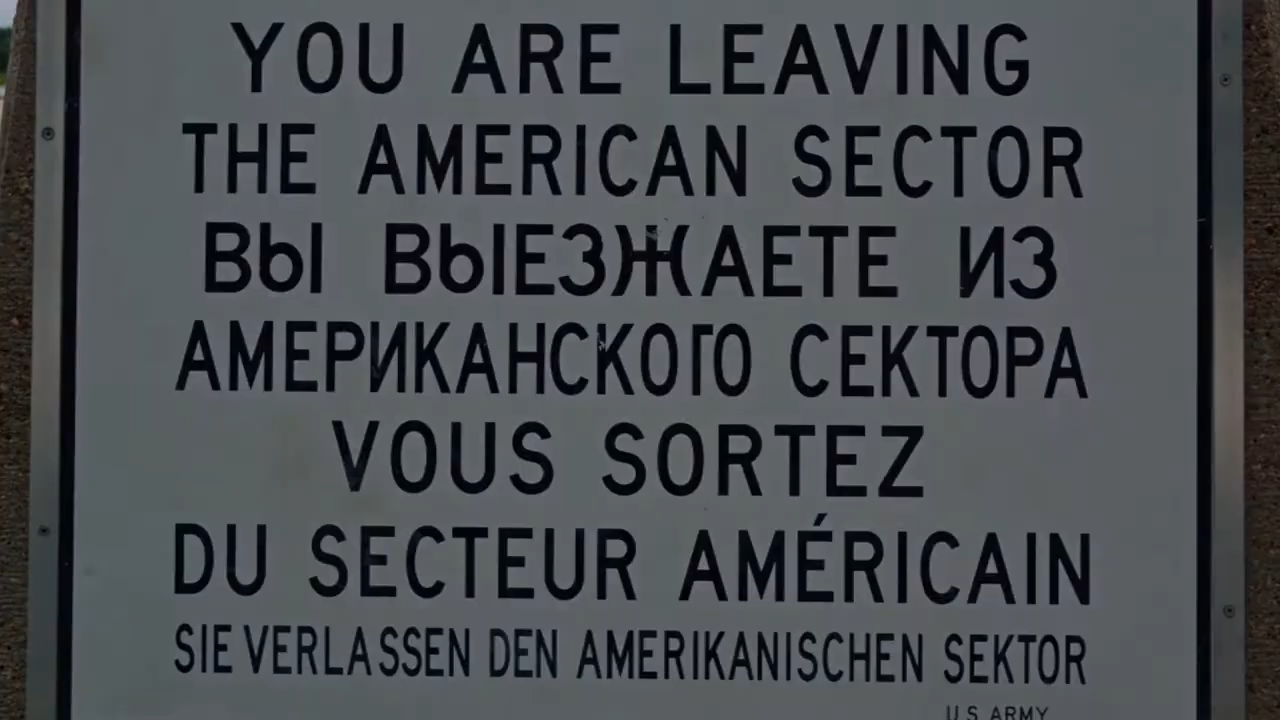 YOU ARE LEAVING
THE AMERICAN SECTOR
ВЫ ВЫЕЗЖАЕТЕ ИЗ
АМЕРИКАНСКОГО СЕКТОРА
VOUS SORTEZ
DU SECTEUR AMÉRICAIN
SIE VERLASSEN DEN AMERIKANISCHEN SEKTOR
U.S. ARMY